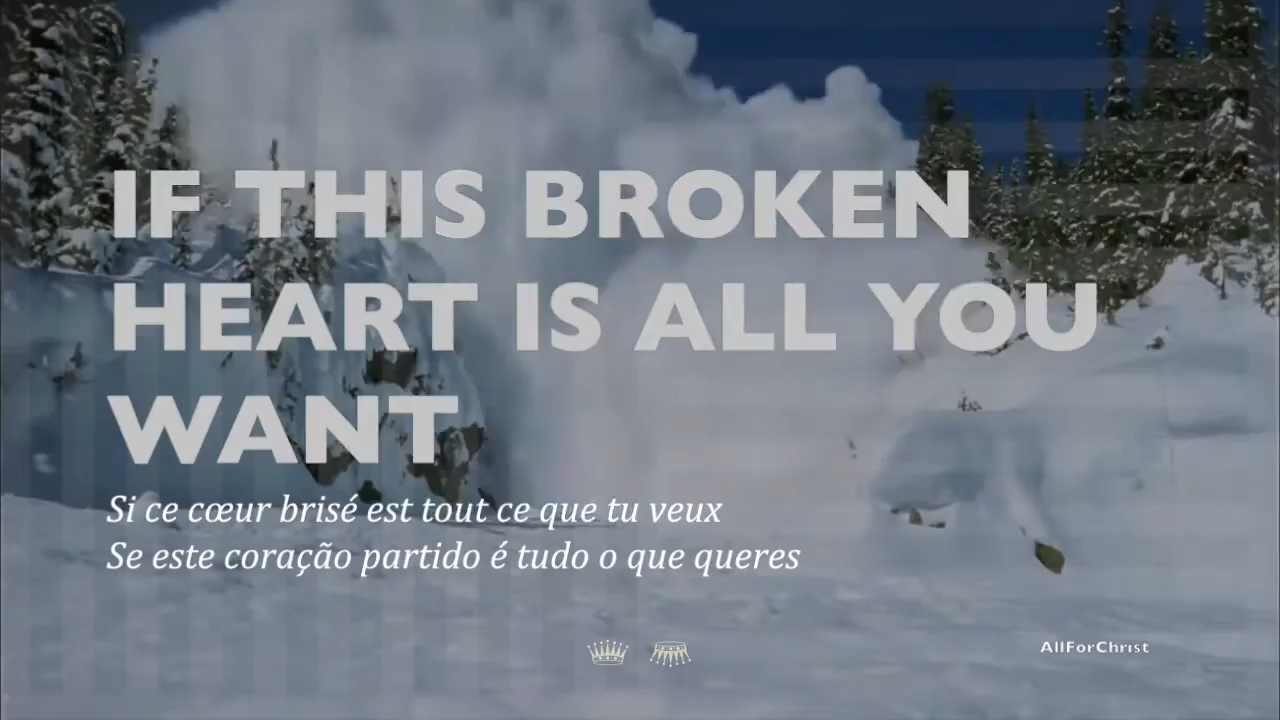 IF THIS BROKEN
HEART IS ALL YOU
WANT
Si ce cœur brisé est tout ce que tu veux
Se este coração partido é tudo o que queres
AllForChrist